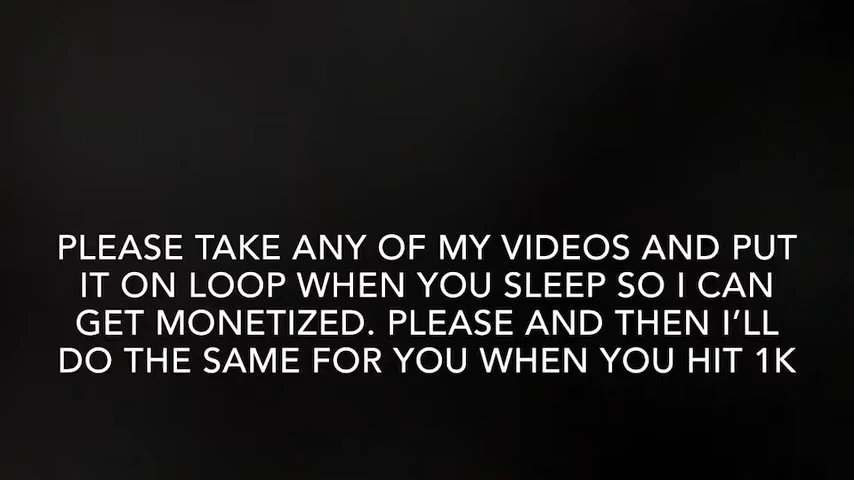 PLEASE TAKE ANY OF MY VIDEOS AND PUT
IT ON LOOP WHEN YOU SLEEP SO I CAN
GET MONETIZED. PLEASE AND THEN I’LL
DO THE SAME FOR YOU WHEN YOU HIT 1K